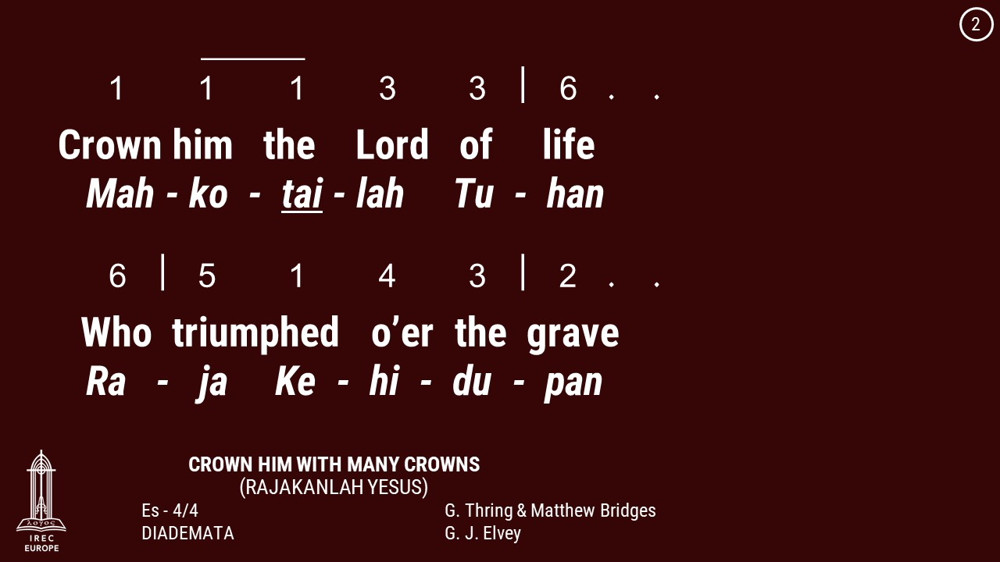 2
1 1 1 3 3 | 6 . .
Crown him the Lord of life
Mah - ko - tai - lah Tu - han
6 | 5 1 4 3 | 2 . .
Who triumphed o’er the grave
Ra - ja Ke - hi - du - pan
CROWN HIM WITH MANY CROWNS
(RAJAKANLAH YESUS)
Es - 4/4
G. Thring & Matthew Bridges
DIADEMATA
G. J. Elvey
λογος
IREC
EUROPE